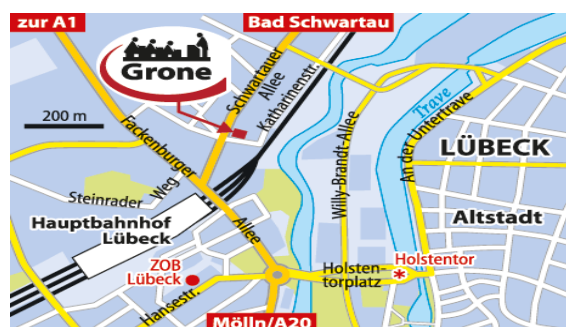 zur A1
Bad Schwartau
Grone
Schwartauer
Allee
Katharinenstr.
200 m
Fackenburger
Allee
Steinrader
Weg
Hauptbahnhof
Lübeck
ZOB
Lübeck
Hansestr.
Mölln/A20
Willy-Brandt-Allee
Trave
An der Untertrave
LÜBECK
Altstadt
Holstentor
Holsten-
torplatz
*